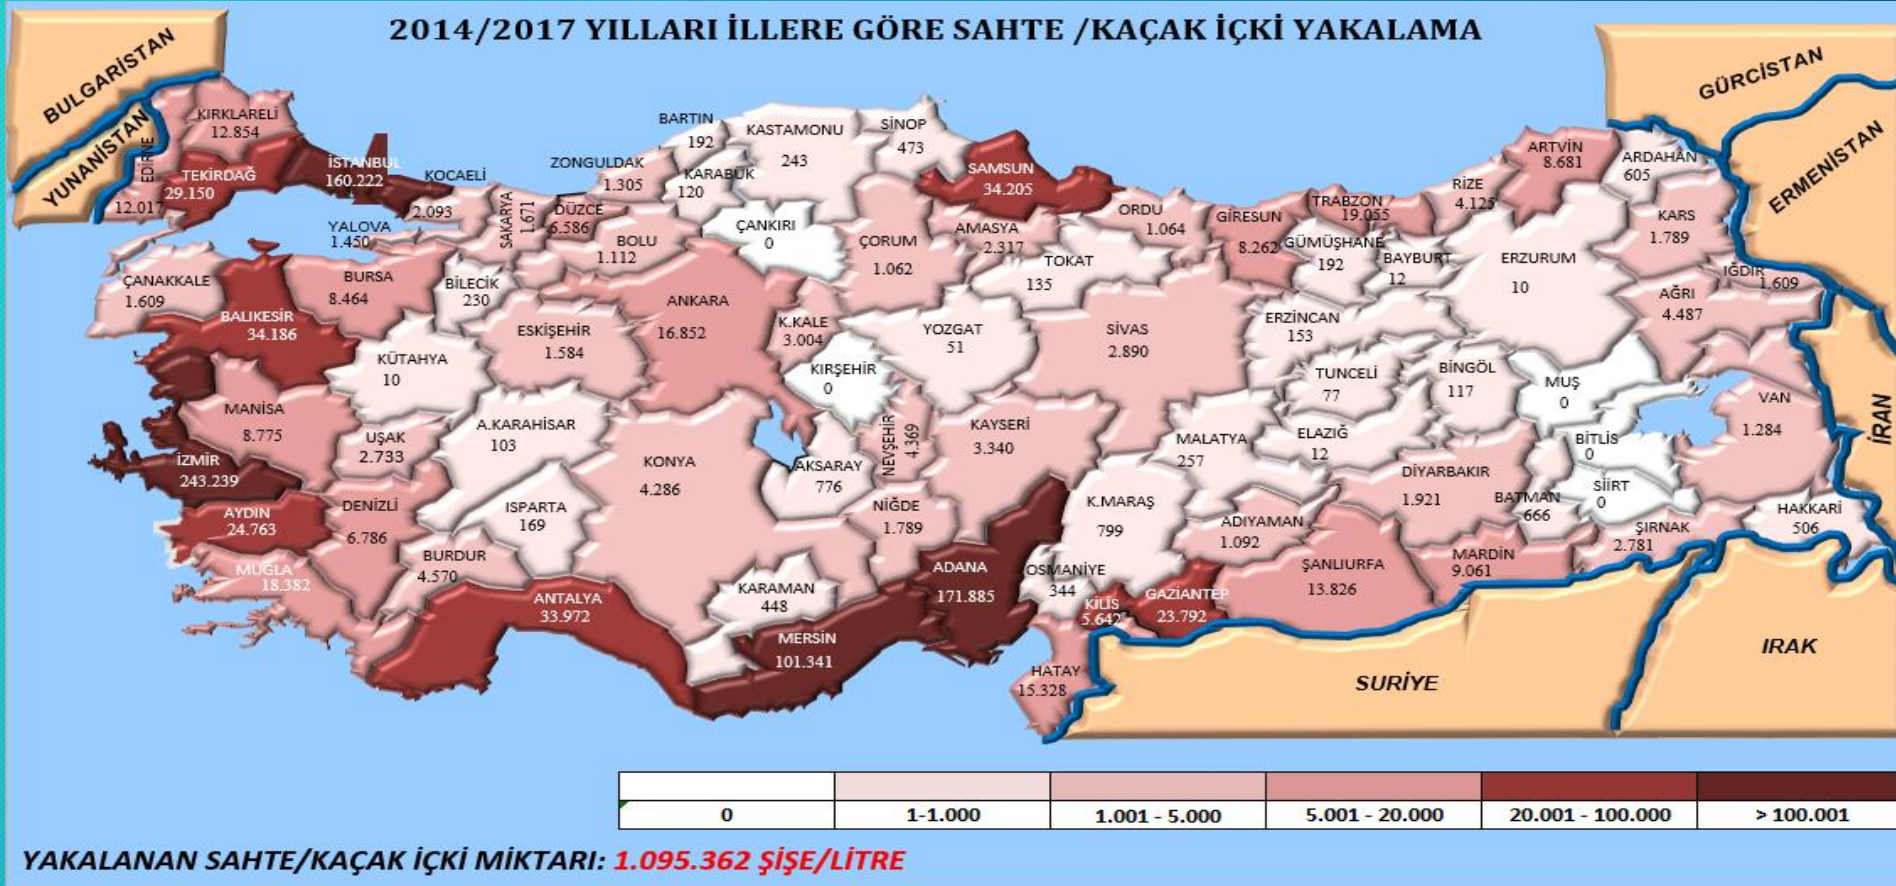 2014/2017 YILLARI İLLERE GÖRE SAHTE /KAÇAK İÇKİ YAKALAMA
BULGARİSTAN
YUNANİSTAN
GÜRCİSTAN
ERMENİSTAN
İRAN
IRAK
SURİYE
KIRKLARELİ
12.854
EDİRNE
12.017
TEKİRDAĞ
29.150
İSTANBUL
160.222
KOCAELİ
2.093
YALOVA
1.450
SAKARYA
1.671
DÜZCE
6.586
ZONGULDAK
1.305
BARTIN
192
KARABÜK
120
KASTAMONU
243
SİNOP
473
SAMSUN
34.205
BOLU
1.112
ÇANKIRI
0
ÇORUM
1.062
AMASYA
2.317
TOKAT
135
ORDU
1.064
GİRESUN
8.262
TRABZON
19.055
GÜMÜŞHANE
192
BAYBURT
12
RİZE
4.125
ARTVİN
8.681
ARDAHAN
605
KARS
1.789
IĞDIR
1.609
AĞRI
4.487
ERZURUM
10
ERZİNCAN
153
ÇANAKKALE
1.609
BALIKESİR
34.186
BURSA
8.464
BİLECİK
230
ESKİŞEHİR
1.584
ANKARA
16.852
K.KALE
3.004
KIRŞEHİR
0
YOZGAT
51
SİVAS
2.890
TUNCELİ
77
BİNGÖL
117
MUŞ
0
BİTLİS
0
SİİRT
0
VAN
1.284
HAKKARİ
506
ŞIRNAK
2.781
BATMAN
666
MARDİN
9.061
DİYARBAKIR
1.921
ELAZIĞ
12
MALATYA
257
ADIYAMAN
1.092
ŞANLIURFA
13.826
GAZİANTEP
23.792
KİLİS
5.642
K.MARAŞ
799
OSMANİYE
344
HATAY
15.328
ADANA
171.885
KAYSERİ
3.340
NEVŞEHİR
4.369
NİĞDE
1.789
AKSARAY
776
KONYA
4.286
KARAMAN
448
MERSİN
101.341
ANTALYA
33.972
ISPARTA
169
BURDUR
4.570
A.KARAHİSAR
103
KÜTAHYA
10
UŞAK
2.733
MANİSA
8.775
İZMİR
243.239
AYDIN
24.763
DENİZLİ
6.786
MUĞLA
18.382
0 1-1.000 1.001 - 5.000 5.001 - 20.000 20.001 - 100.000 > 100.001
YAKALANAN SAHTE/KAÇAK İÇKİ MİKTARI: 1.095.362 ŞİŞE/LİTRE